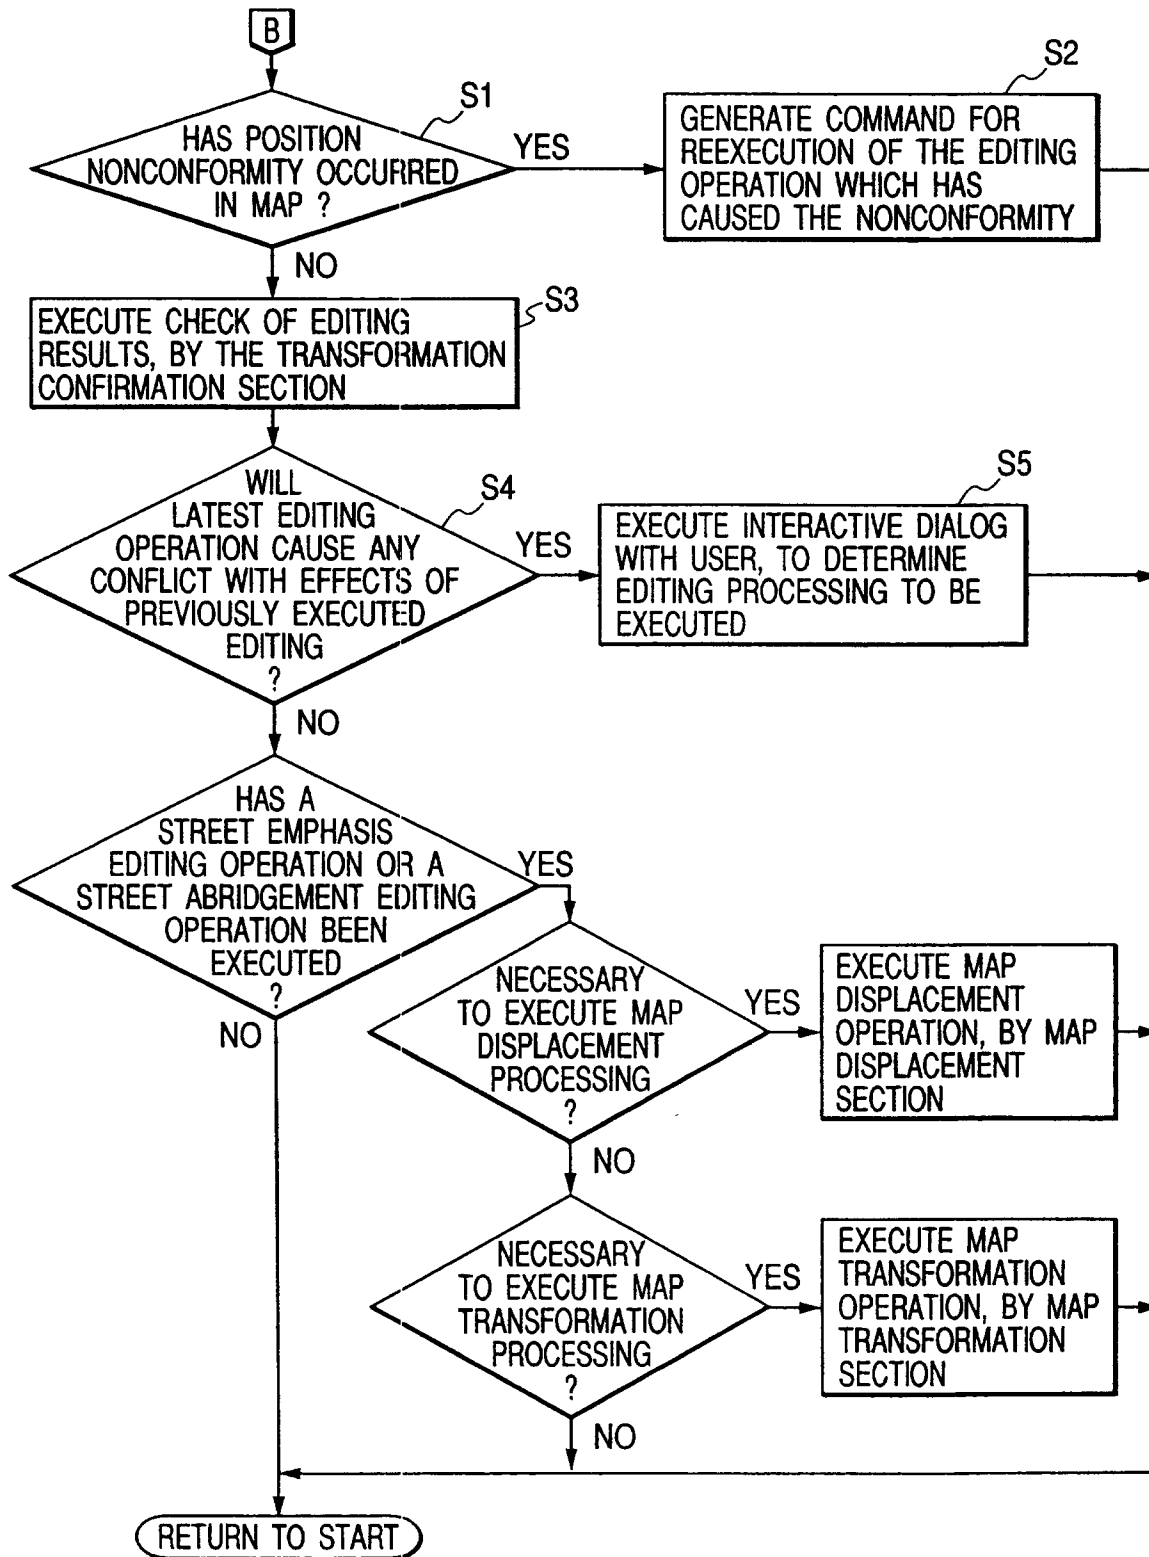 B
S1
HAS POSITION
NONCONFORMITY OCCURRED
IN MAP ?
YES
S2
GENERATE COMMAND FOR
REEXECUTION OF THE EDITING
OPERATION WHICH HAS
CAUSED THE NONCONFORMITY
NO
S3
EXECUTE CHECK OF EDITING
RESULTS, BY THE TRANSFORMATION
CONFIRMATION SECTION
WILL
LATEST EDITING
OPERATION CAUSE ANY
CONFLICT WITH EFFECTS OF
PREVIOUSLY EXECUTED
EDITING
?
S4
YES
S5
EXECUTE INTERACTIVE DIALOG
WITH USER, TO DETERMINE
EDITING PROCESSING TO BE
EXECUTED
NO
HAS A
STREET EMPHASIS
EDITING OPERATION OR A
STREET ABRIDGEMENT EDITING
OPERATION BEEN
EXECUTED
?
YES
NO
NECESSARY
TO EXECUTE MAP
DISPLACEMENT
PROCESSING
?
YES
EXECUTE MAP
DISPLACEMENT
OPERATION, BY MAP
DISPLACEMENT
SECTION
NO
NECESSARY
TO EXECUTE MAP
TRANSFORMATION
PROCESSING
?
YES
EXECUTE MAP
TRANSFORMATION
OPERATION, BY MAP
TRANSFORMATION
SECTION
NO
RETURN TO START